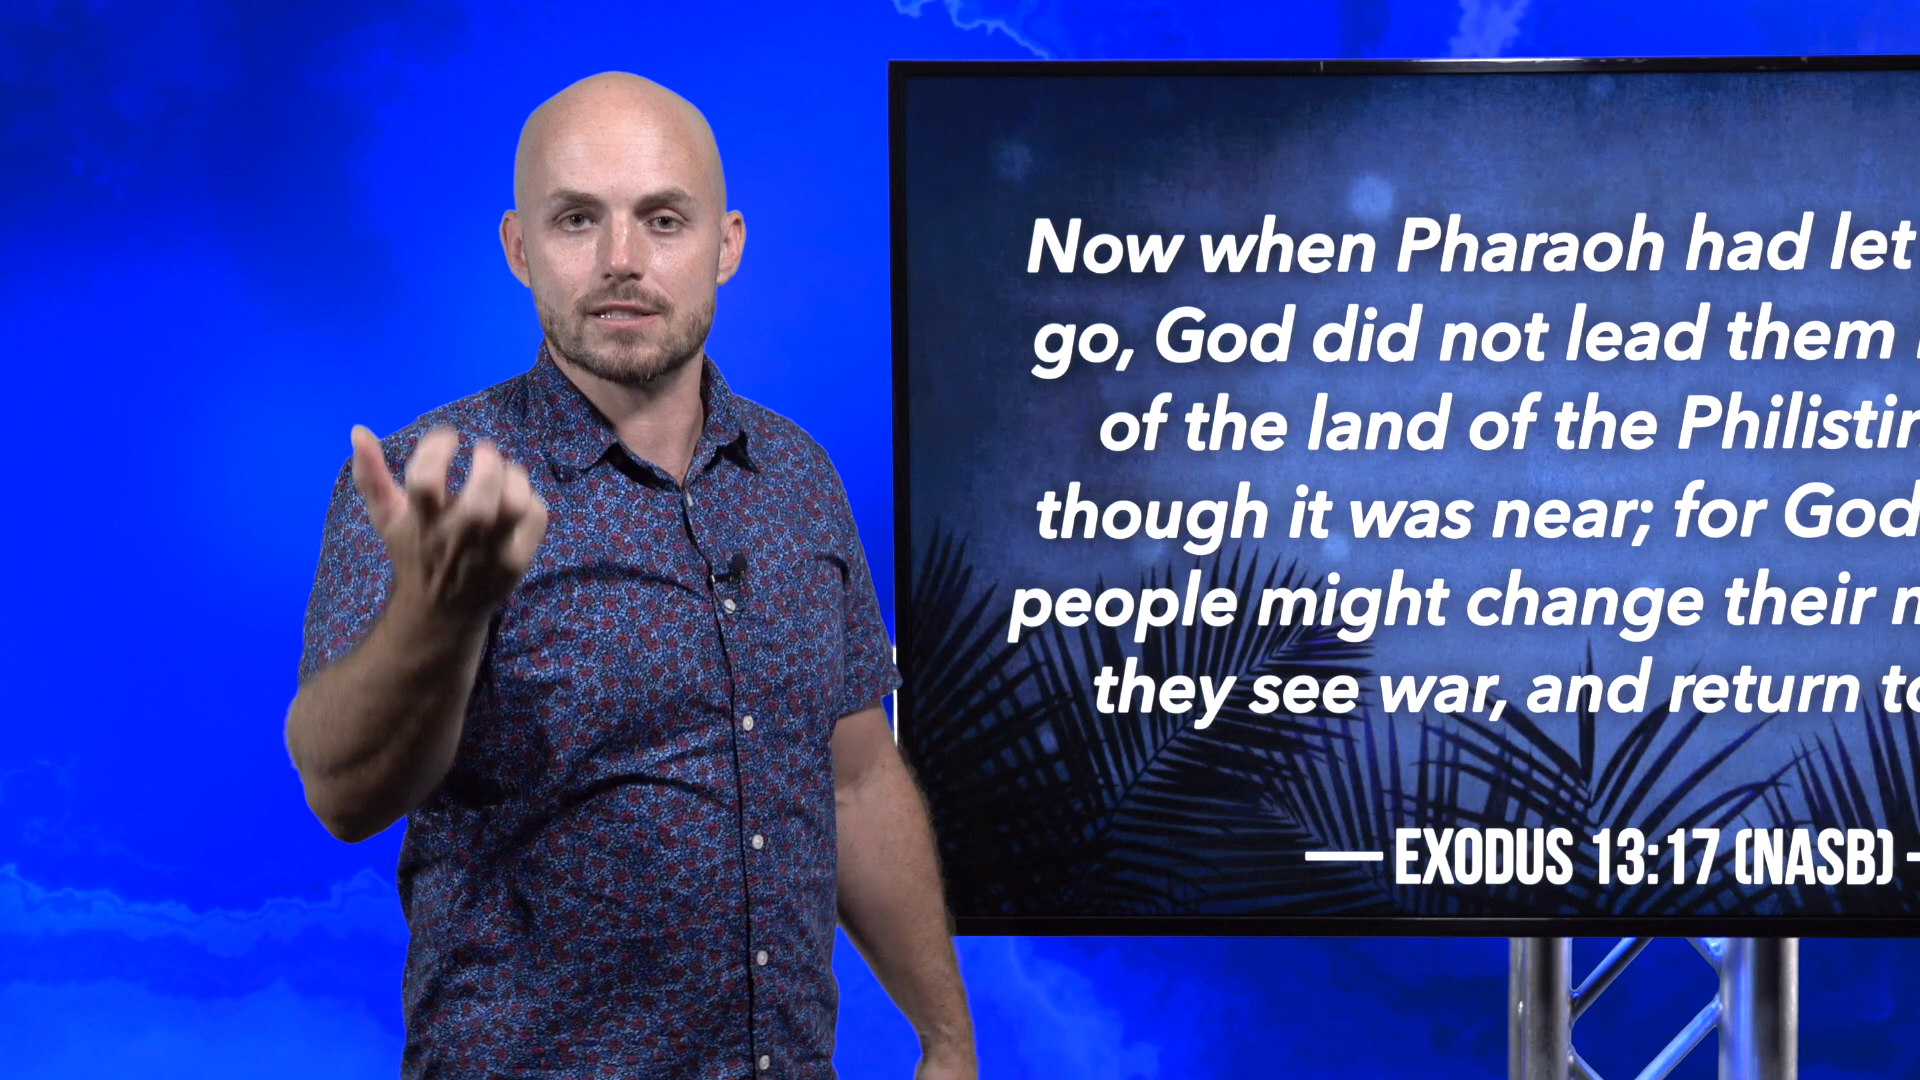 Now when Pharaoh had let
go, God did not lead them
of the land of the
though it was near; for God
people might change their
they see war, and return
EXODUS 13:17 (NASB)